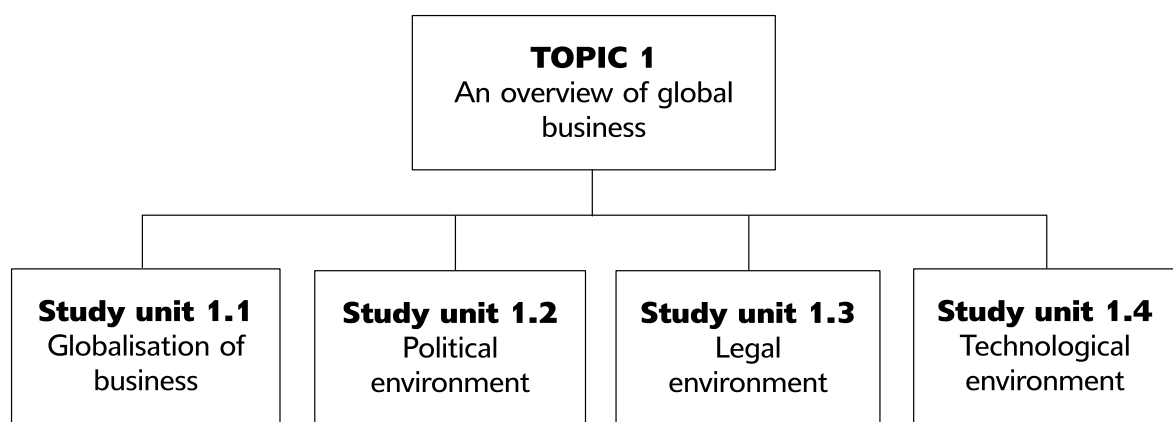 TOPIC 1
An overview of global
business
Study unit 1.1
Globalisation of
business
Study unit 1.2
Political
environment
Study unit 1.3
Legal
environment
Study unit 1.4
Technological
environment